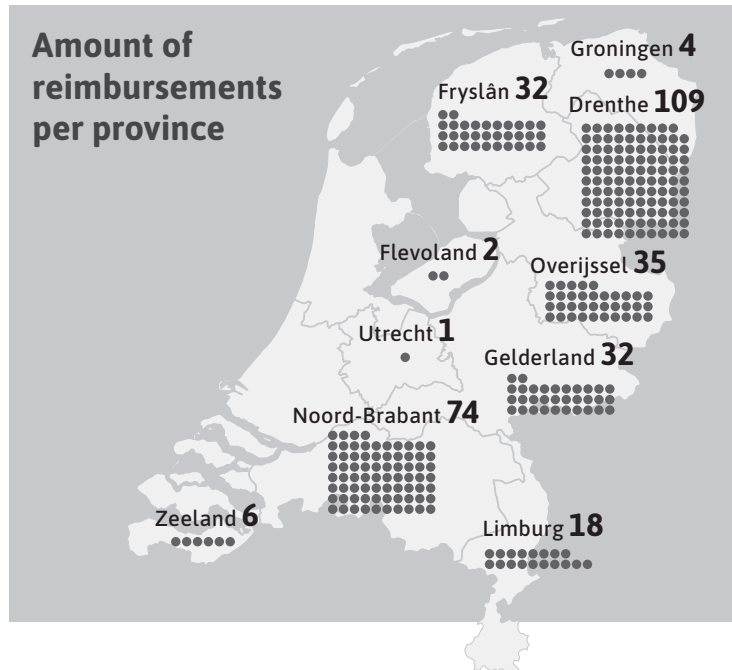 Amount of
reimbursements
per province
Groningen 4
Fryslân 32
Drenthe 109
Flevoland 2
Overijssel 35
Utrecht 1
Gelderland 32
Noord-Brabant 74
Zeeland 6
Limburg 18